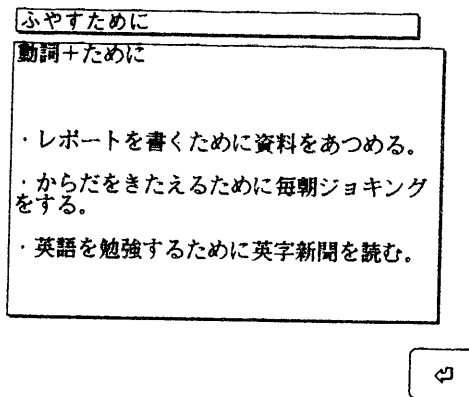 ふやすために
動詞＋ために
・レポートを書くために資料をあつめる。
・からだをきたえるために毎朝ジョキング
をする。
・英語を勉強するために英字新聞を読む。